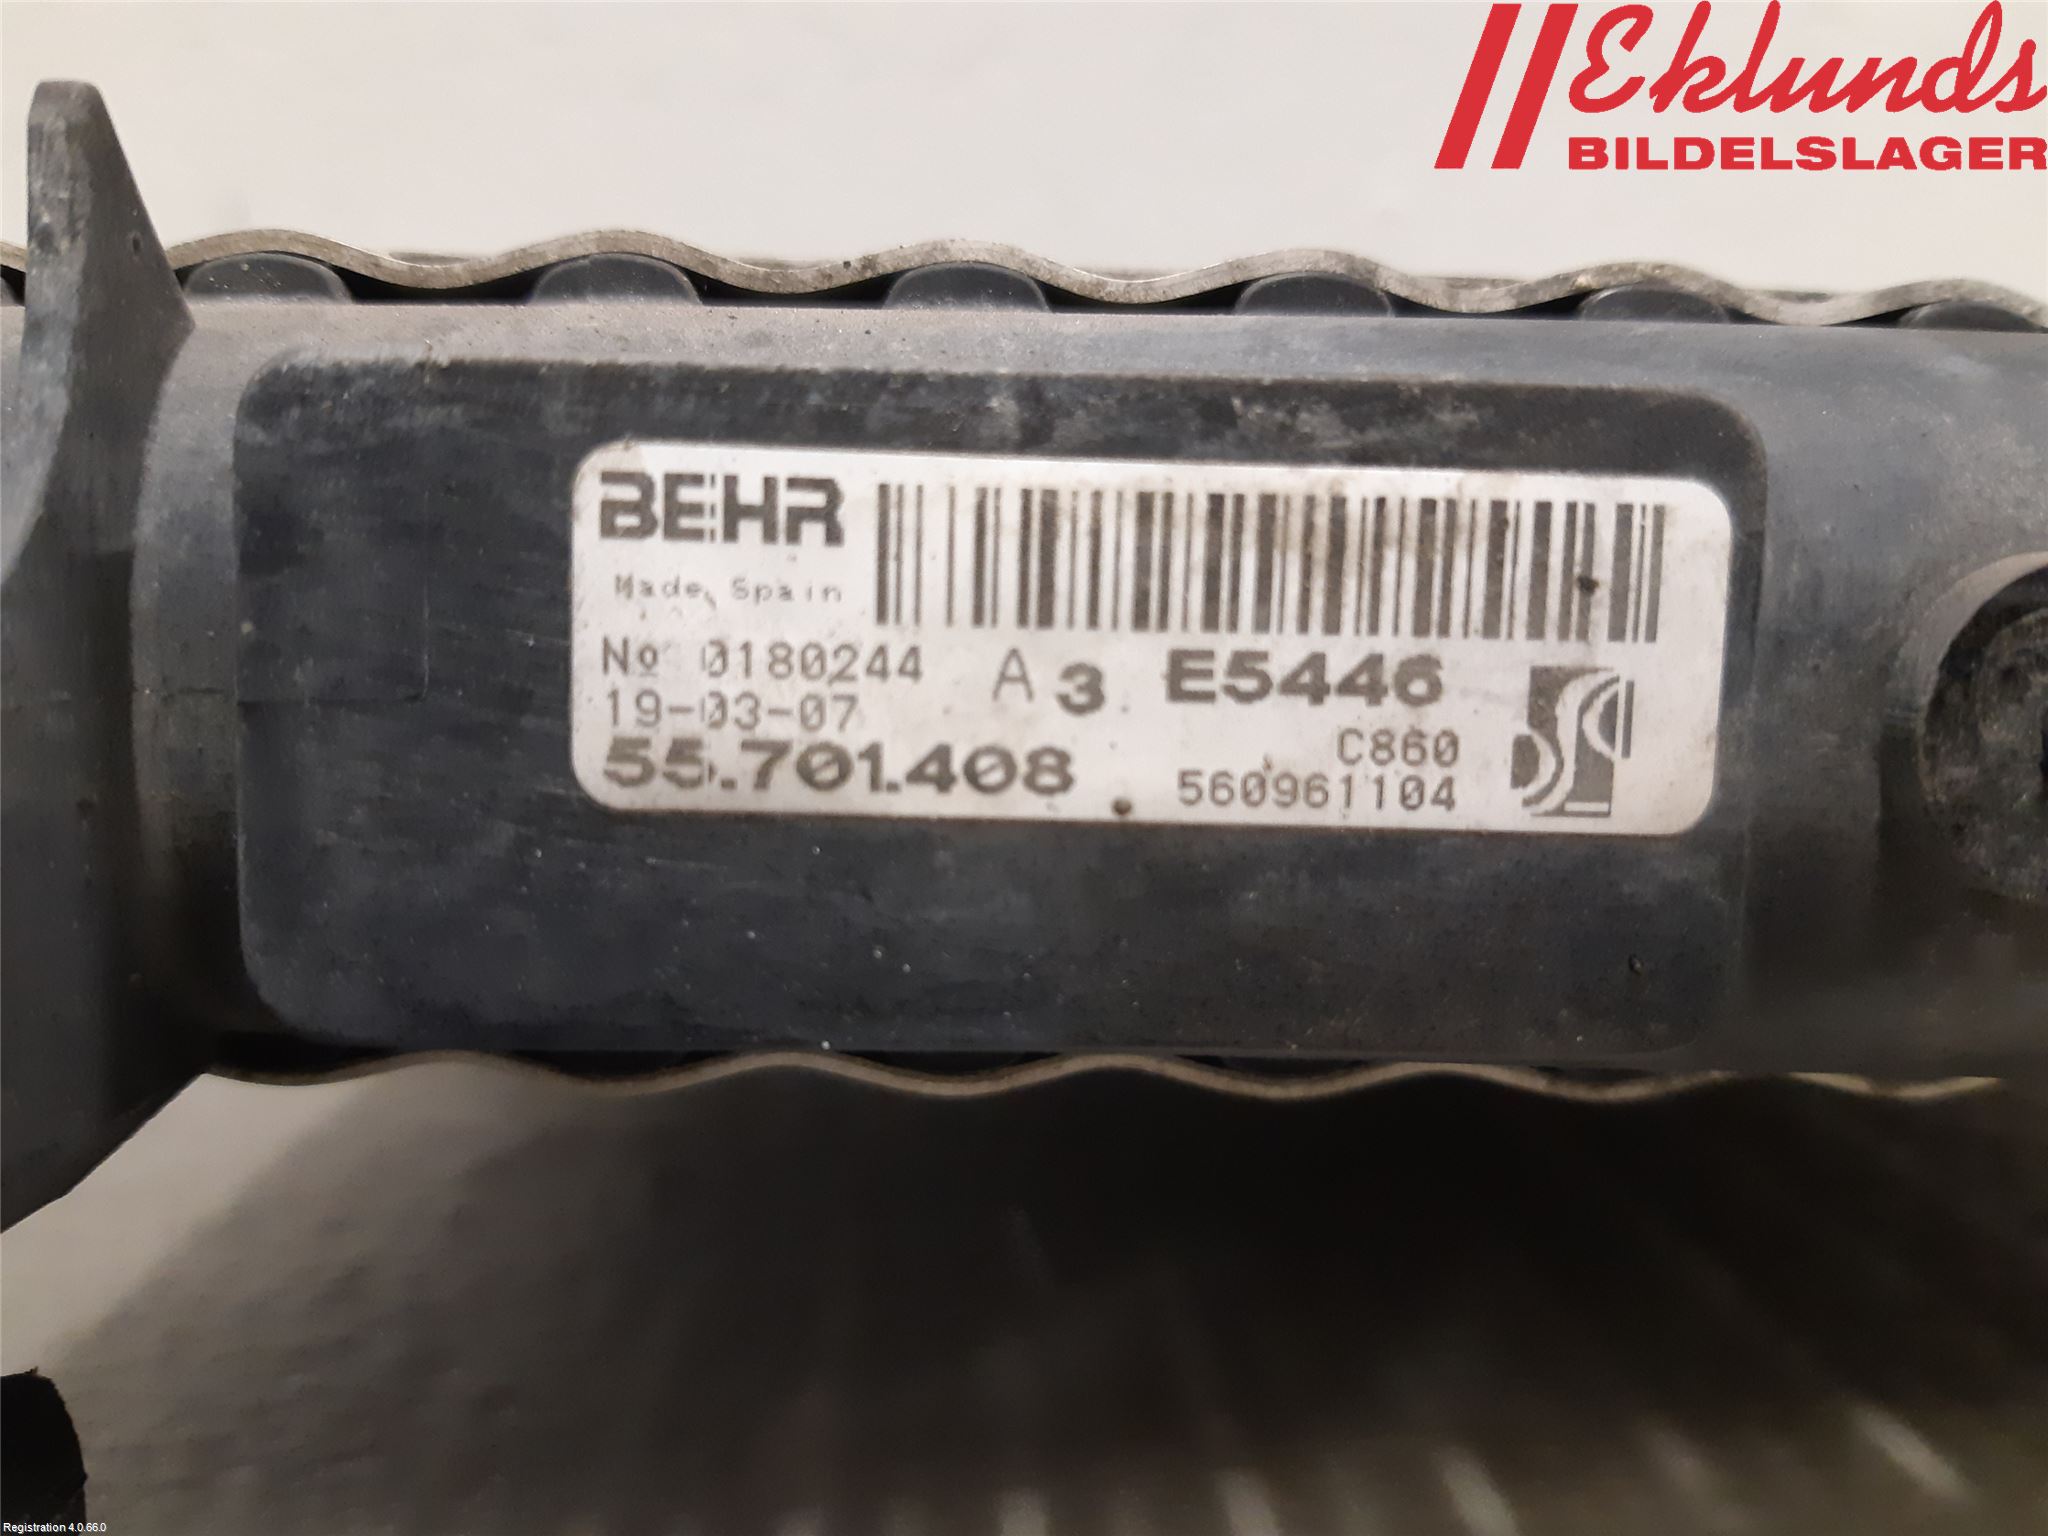 Eklunds
BILDELSLAGER
BEHR
Made, Spain
Nº 0180244 A 3 E5446
19-03-07 C860
55.701.408 560961104
Registration 4.0.66.0